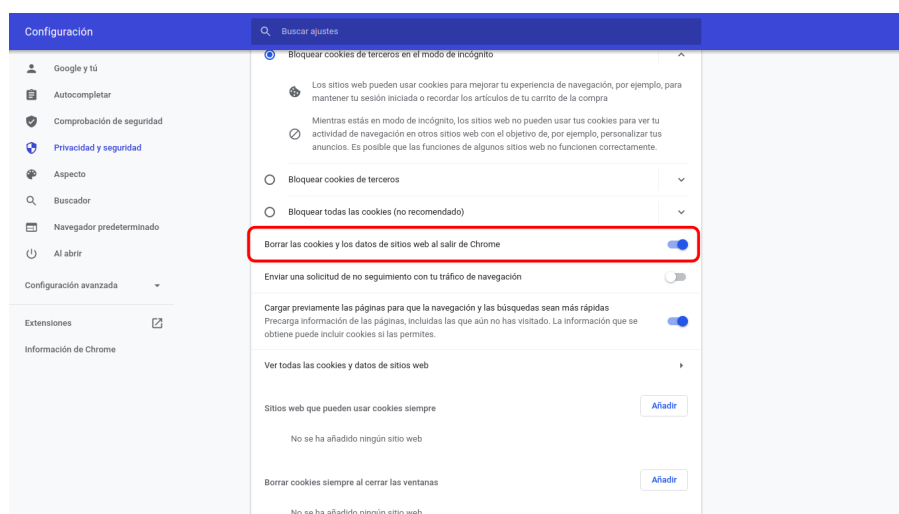 Configuración
Buscar ajustes
Google y tú
Autocompletar
Comprobación de seguridad
Privacidad y seguridad
Aspecto
Buscador
Navegador predeterminado
Al abrir
Configuración avanzada
Extensiones
Información de Chrome
Bloquear cookies de terceros en el modo de incógnito
Los sitios web pueden usar cookies para mejorar tu experiencia de navegación, por ejemplo, para
mantener tu sesión iniciada o recordar los artículos de tu carrito de la compra
Mientras estás en modo de incógnito, los sitios web no pueden usar tus cookies para ver tu
actividad de navegación en otros sitios web con el objetivo de, por ejemplo, personalizar tus
anuncios. Es posible que las funciones de algunos sitios web no funcionen correctamente.
Bloquear cookies de terceros
Bloquear todas las cookies (no recomendado)
Borrar las cookies y los datos de sitios web al salir de Chrome
Enviar una solicitud de no seguimiento con tu tráfico de navegación
Cargar previamente las páginas para que la navegación y las búsquedas sean más rápidas
Precarga información de las páginas, incluidas las que aún no has visitado. La información que se
obtiene puede incluir cookies si las permites.
Ver todas las cookies y datos de sitios web
Sitios web que pueden usar cookies siempre
Añadir
No se ha añadido ningún sitio web
Borrar cookies siempre al cerrar las ventanas
Añadir
No se ha añadido ningún sitio web